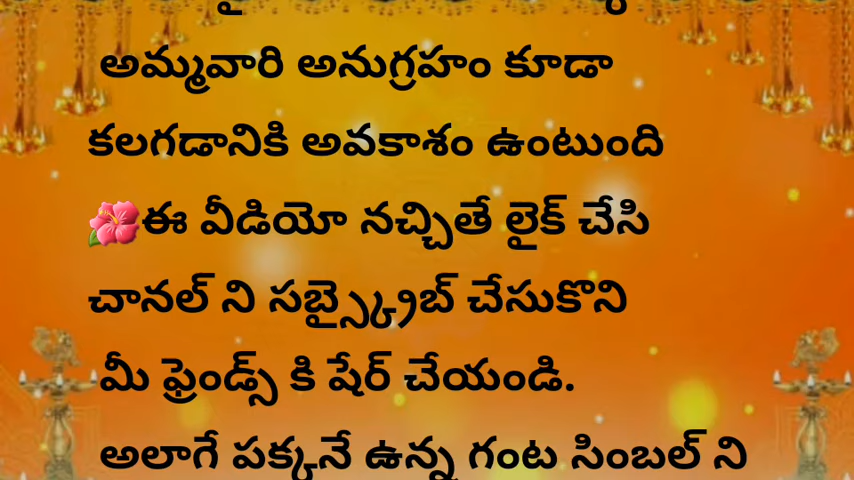 అమ్మవారి అనుగ్రహం కూడా
కలగడానికి అవకాశం ఉంటుంది
🌺ఈ వీడియో నచ్చితే లైక్ చేసి
చానల్ ని సబ్స్క్రైబ్ చేసుకొని
మీ ఫ్రెండ్స్ కి షేర్ చేయండి.
అలాగే పక్కనే ఉన్న గంట సింబల్ ని